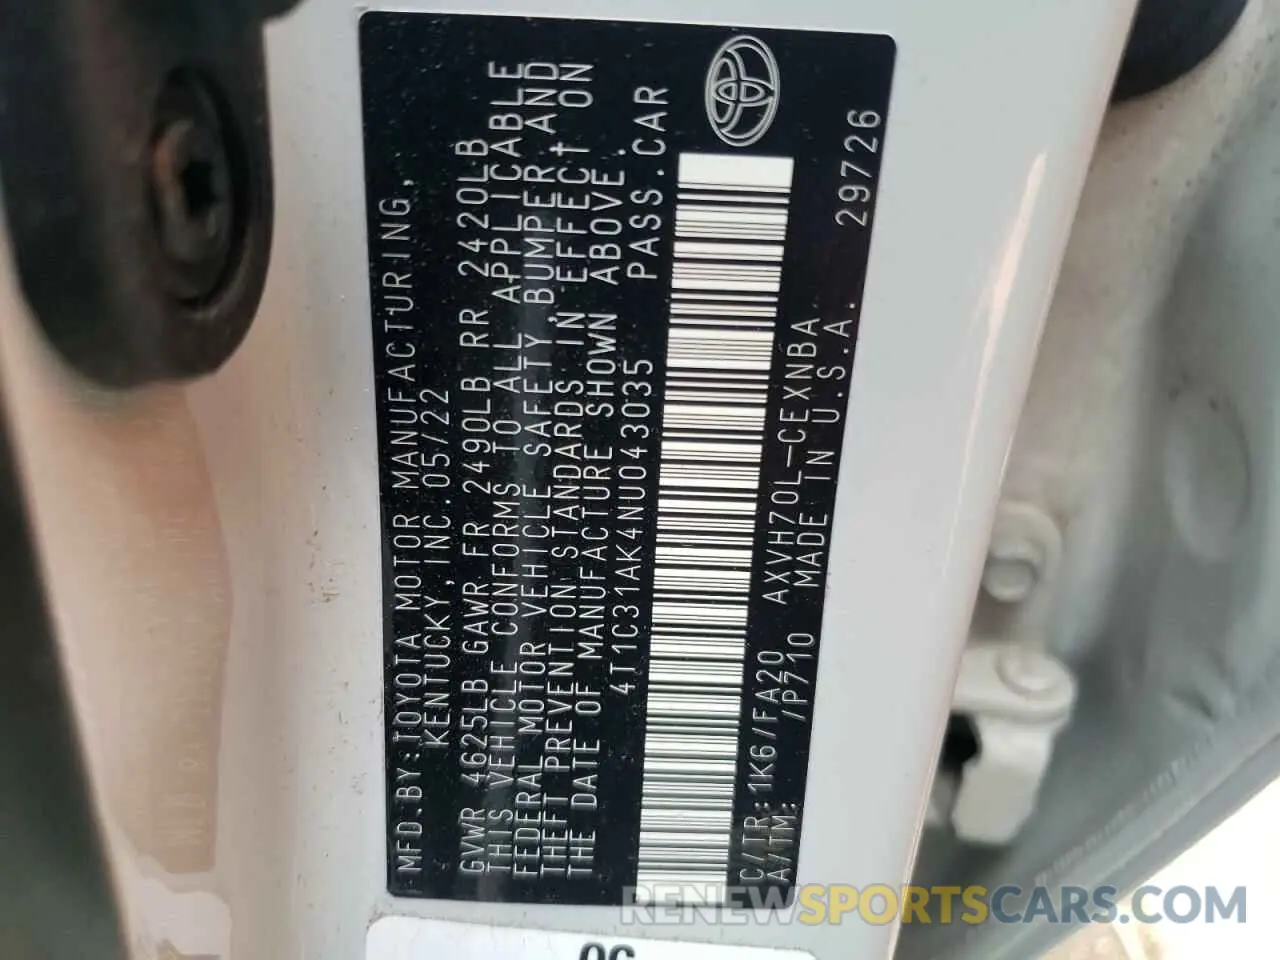 MFD.BY:TOYOTA MOTOR MANUFACTURING,
KENTUCKY,INC. 05/22
GVWR 4625LB GAWR FR 2490LB RR 2420LB
THIS VEHICLE CONFORMS TO ALL APPLICABLE
FEDERAL MOTOR VEHICLE SAFETY,BUMPER,AND
THEFT PREVENTION STANDARDS IN EFFECT ON
THE DATE OF MANUFACTURE SHOWN ABOVE.
4T1C31AK4NU043035 PASS.CAR
C/TR:1K6/FA20 AXVH70L-CEXNBA 29726
A/TM: /P710 MADE IN U.S.A.
RENEWSPORTSCARS.COM